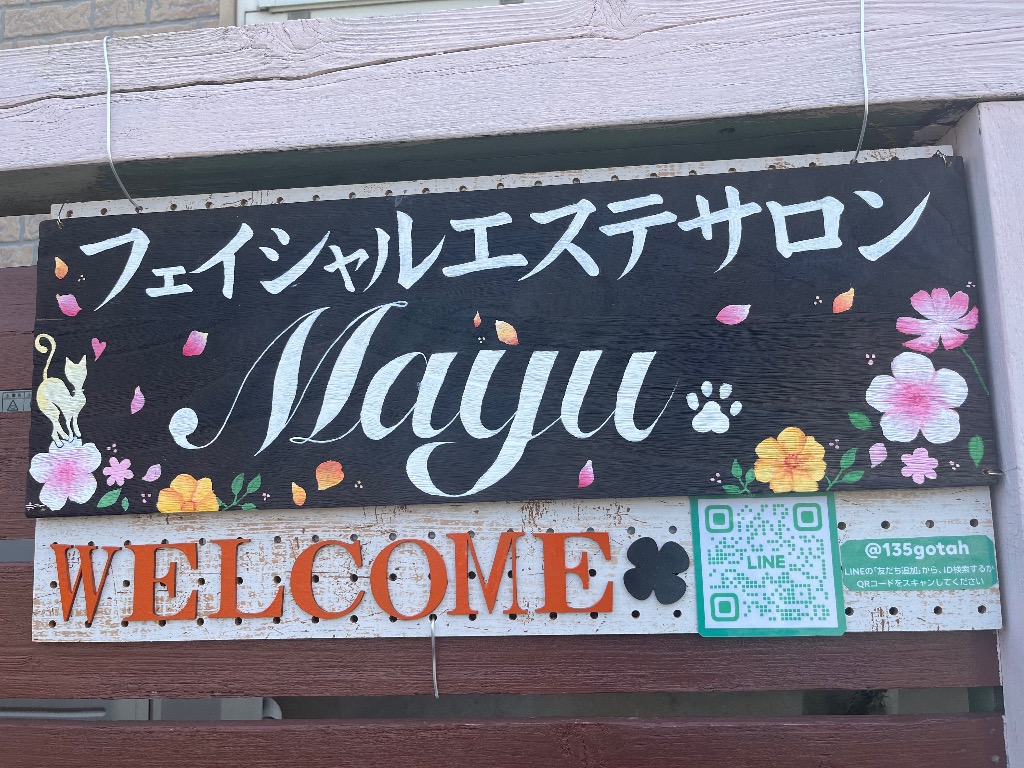 フェイシャルエステサロン
Mayu
WELCOME
LINE
@135gotah
LINEの「友だち追加」から、ID検索するか
QRコードをスキャンしてください